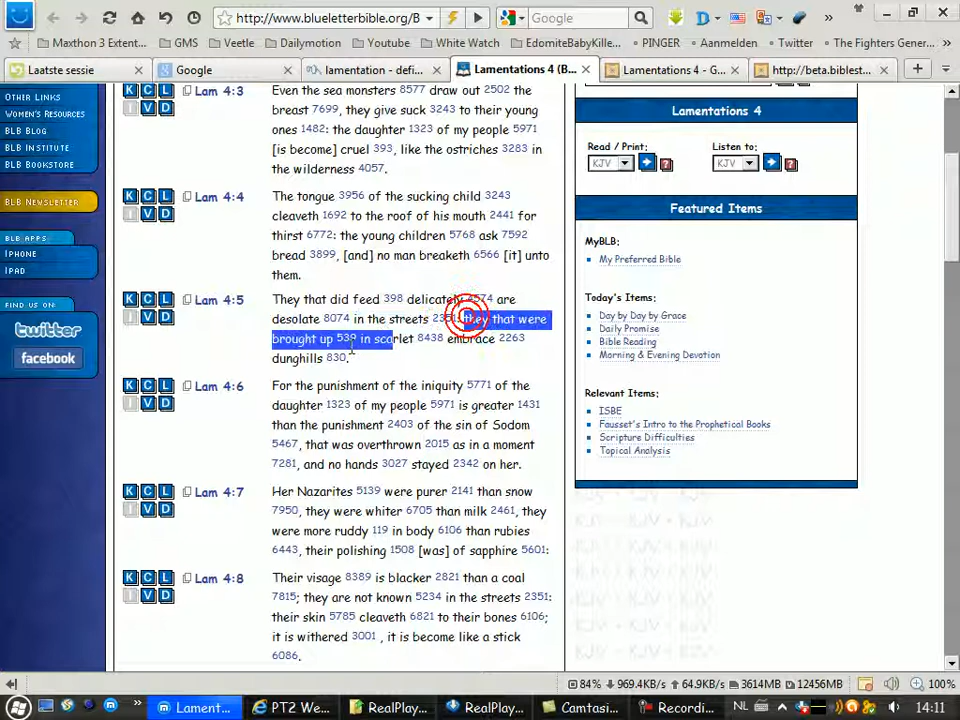 http://www.blueletterbible.org/B
Google
»
Maxthon 3 Extent...
GMS
Veetle
Dailymotion
Youtube
White Watch
EdomiteBabyKille...
PINGER
Aanmelden
Twitter
The Fighters Gener...
»
Laatste sessie
Google
lamentation - defi...
Lamentations 4 (B...
Lamentations 4 - G...
http://beta.biblest...
OTHER LINKS
WOMEN'S RESOURCES
BLB BLOG
BLB INSTITUTE
BLB BOOKSTORE
BLB NEWSLETTER
BLB APPS
IPHONE
IPAD
FIND US ON:
twitter
facebook
K C L Lam 4:3
I V D
Even the sea monsters 8577 draw out 2502 the
breast 7699, they give suck 3243 to their young
ones 1482: the daughter 1323 of my people 5971
[is become] cruel 393, like the ostriches 3283 in
the wilderness 4057.
K C L Lam 4:4
I V D
The tongue 3956 of the sucking child 3243
cleaveth 1692 to the roof of his mouth 2441 for
thirst 6772: the young children 5768 ask 7592
bread 3899, [and] no man breaketh 6566 [it] unto
them.
K C L Lam 4:5
I V D
They that did feed 398 delicately 4574 are
desolate 8074 in the streets 2351: they that were
brought up 539 in scarlet 8438 embrace 2263
dunghills 830.
K C L Lam 4:6
I V D
For the punishment of the iniquity 5771 of the
daughter 1323 of my people 5971 is greater 1431
than the punishment 2403 of the sin of Sodom
5467, that was overthrown 2015 as in a moment
7281, and no hands 3027 stayed 2342 on her.
K C L Lam 4:7
I V D
Her Nazarites 5139 were purer 2141 than snow
7950, they were whiter 6705 than milk 2461, they
were more ruddy 119 in body 6106 than rubies
6443, their polishing 1508 [was] of sapphire 5601:
K C L Lam 4:8
I V D
Their visage 8389 is blacker 2821 than a coal
7815; they are not known 5234 in the streets 2351:
their skin 5785 cleaveth 6821 to their bones 6106;
it is withered 3001 , it is become like a stick
6086.
Lamentations 4
Read / Print:
Listen to:
KJV
KJV
Featured Items
MyBLB:
My Preferred Bible
Today's Items:
Day by Day by Grace
Daily Promise
Bible Reading
Morning & Evening Devotion
Relevant Items:
ISBE
Fausset's Intro to the Prophetical Books
Scripture Difficulties
Topical Analysis
84%
969.4KB/s
64.9KB/s
3614MB
12456MB
100%
Lament...
PT2 We...
RealPlay...
RealPlay...
Camtasi...
Recordi...
NL
14:11